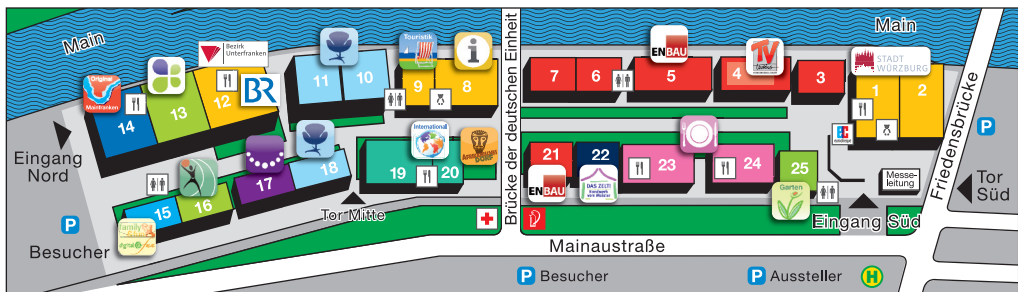 Main
Bezirk
Unterfranken
BR
Original
Mainfranken
14
13
12
11
10
Touristik
i
9
8
Eingang
Nord
P
Besucher
15
16
17
18
family
digital
Tor Mitte
International
19
20
Brücke der deutschen Einheit
Main
ENBAU
7
6
5
TV
4
3
STADT
WÜRZBURG
1
2
Friedensbrücke
P
EC
Messe-
leitung
Tor
Süd
21
22
23
24
25
ENBAU
DAS ZELT!
Garten
Eingang Süd
Mainaustraße
P Besucher
P Aussteller
H